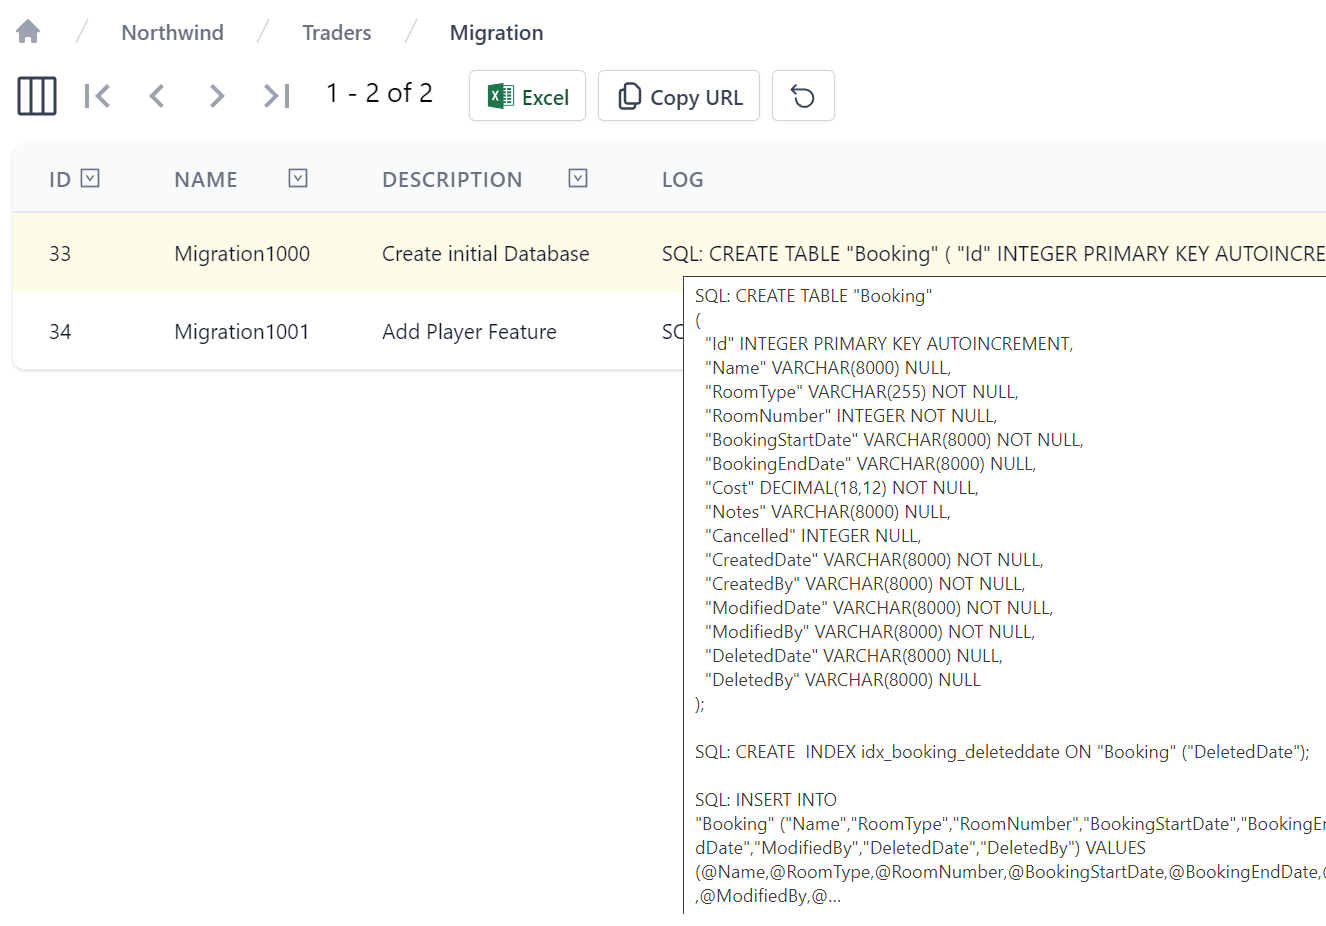 Northwind / Traders / Migration
1 - 2 of 2 Excel Copy URL
ID NAME DESCRIPTION LOG
33 Migration1000 Create initial Database SQL: CREATE TABLE "Booking" ( "Id" INTEGER PRIMARY KEY AUTOINCRE
34 Migration1001 Add Player Feature
SQL: CREATE TABLE "Booking"
(
"Id" INTEGER PRIMARY KEY AUTOINCREMENT,
"Name" VARCHAR(8000) NULL,
"RoomType" VARCHAR(255) NOT NULL,
"RoomNumber" INTEGER NOT NULL,
"BookingStartDate" VARCHAR(8000) NOT NULL,
"BookingEndDate" VARCHAR(8000) NULL,
"Cost" DECIMAL(18,12) NOT NULL,
"Notes" VARCHAR(8000) NULL,
"Cancelled" INTEGER NULL,
"CreatedDate" VARCHAR(8000) NOT NULL,
"CreatedBy" VARCHAR(8000) NOT NULL,
"ModifiedDate" VARCHAR(8000) NOT NULL,
"ModifiedBy" VARCHAR(8000) NOT NULL,
"DeletedDate" VARCHAR(8000) NULL,
"DeletedBy" VARCHAR(8000) NULL
);
SQL: CREATE  INDEX idx_booking_deleteddate ON "Booking" ("DeletedDate");
SQL: INSERT INTO
"Booking" ("Name","RoomType","RoomNumber","BookingStartDate","BookingEn
dDate","ModifiedBy","DeletedDate","DeletedBy") VALUES
(@Name,@RoomType,@RoomNumber,@BookingStartDate,@BookingEndDate,
,@ModifiedBy,@...